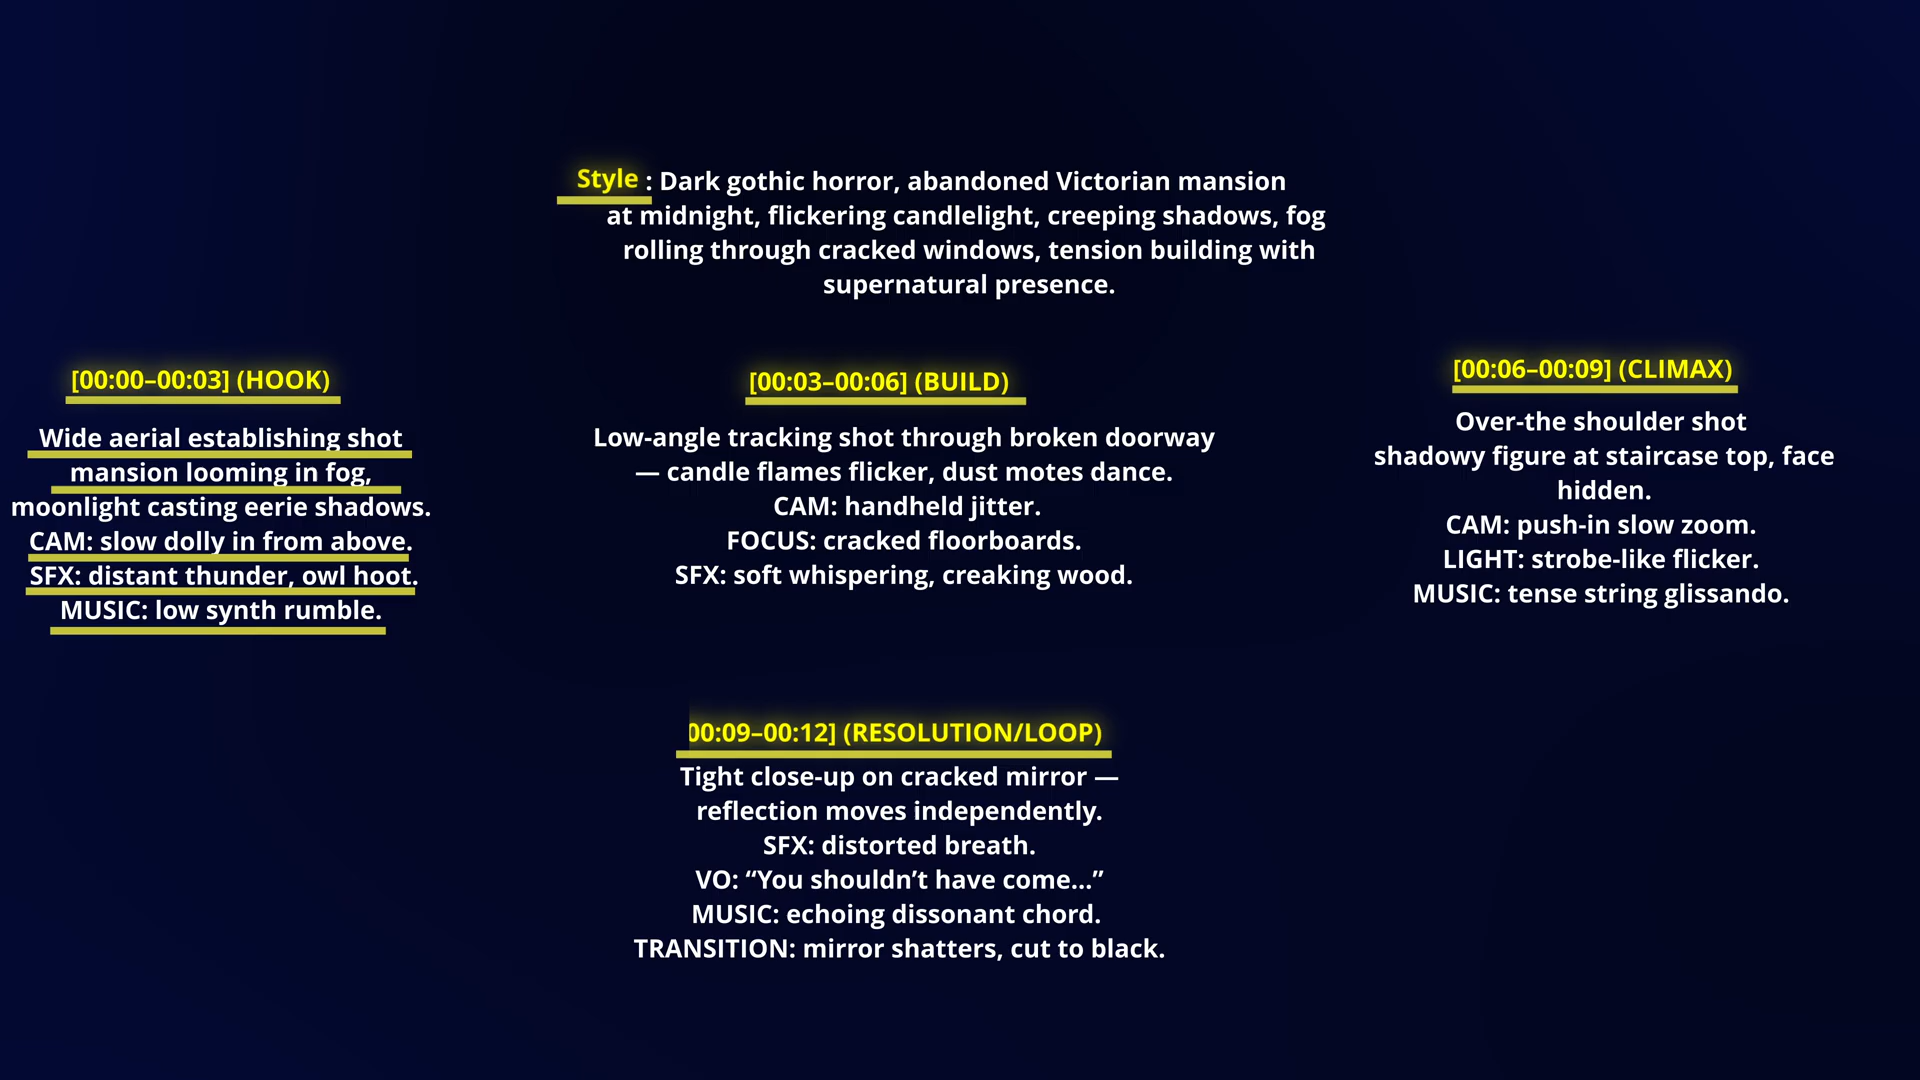 Style : Dark gothic horror, abandoned Victorian mansion
at midnight, flickering candlelight, creeping shadows, fog
rolling through cracked windows, tension building with
supernatural presence.
[00:00–00:03] (HOOK)
Wide aerial establishing shot
mansion looming in fog,
moonlight casting eerie shadows.
CAM: slow dolly in from above.
SFX: distant thunder, owl hoot.
MUSIC: low synth rumble.
[00:03–00:06] (BUILD)
Low-angle tracking shot through broken doorway
— candle flames flicker, dust motes dance.
CAM: handheld jitter.
FOCUS: cracked floorboards.
SFX: soft whispering, creaking wood.
[00:06–00:09] (CLIMAX)
Over-the shoulder shot
shadowy figure at staircase top, face
hidden.
CAM: push-in slow zoom.
LIGHT: strobe-like flicker.
MUSIC: tense string glissando.
00:09–00:12] (RESOLUTION/LOOP)
Tight close-up on cracked mirror —
reflection moves independently.
SFX: distorted breath.
VO: “You shouldn’t have come…”
MUSIC: echoing dissonant chord.
TRANSITION: mirror shatters, cut to black.